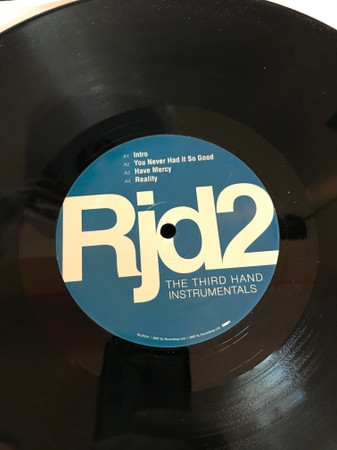 A1 Intro
A2 You Never Had It So Good
A3 Have Mercy
A4 Reality
Rjd2
THE THIRD HAND
INSTRUMENTALS